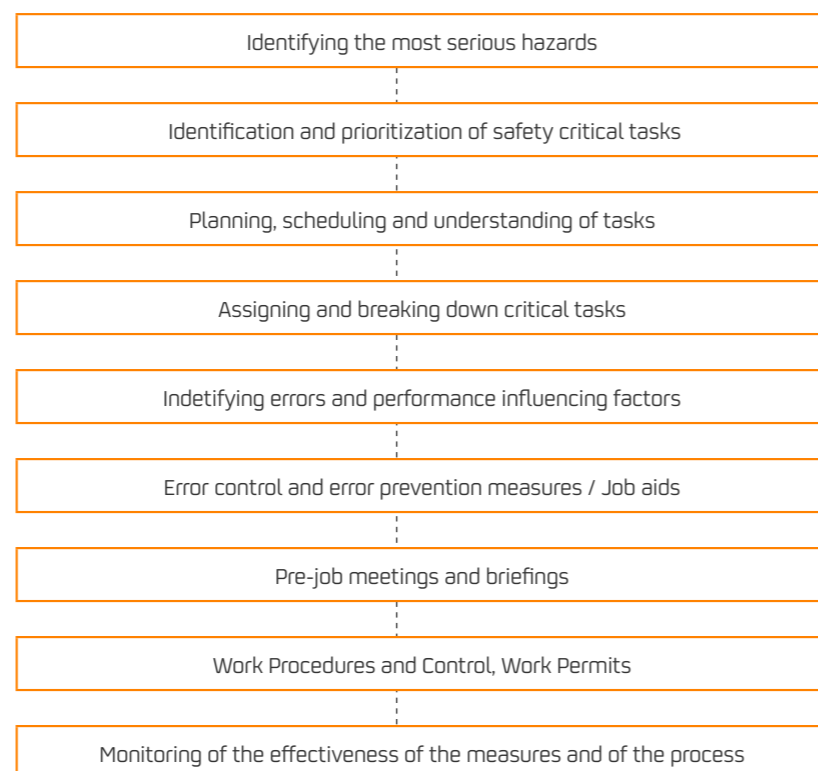 Identifying the most serious hazards
Identification and prioritization of safety critical tasks
Planning, scheduling and understanding of tasks
Assigning and breaking down critical tasks
Indetifying errors and performance influencing factors
Error control and error prevention measures / Job aids
Pre-job meetings and briefings
Work Procedures and Control, Work Permits
Monitoring of the effectiveness of the measures and of the process